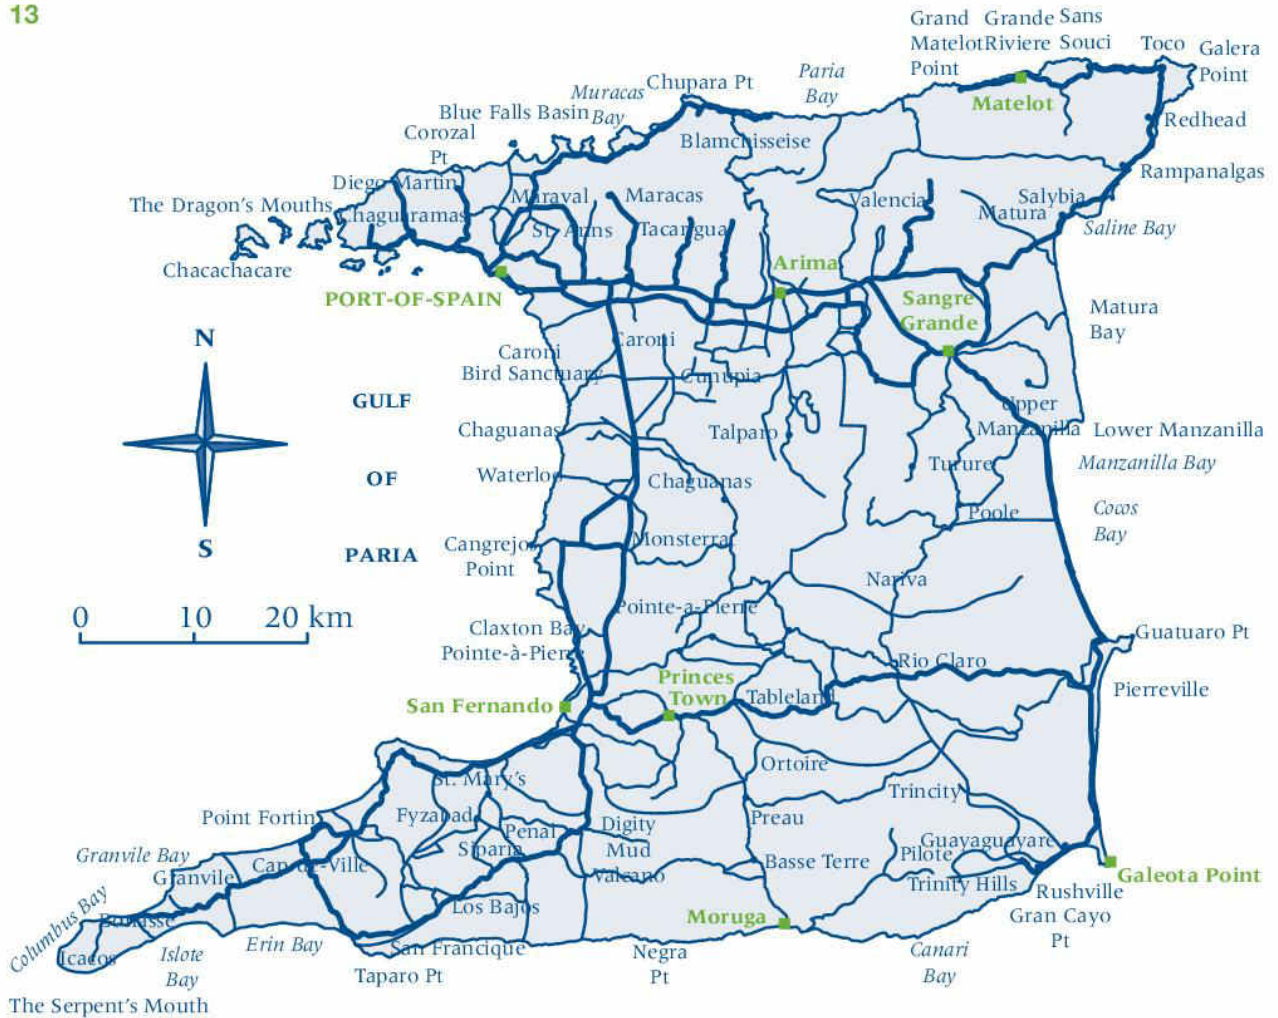 13
Grand
Matelot
Point
Grande
Riviere
Sans
Souci
Toco
Galera
Point
Paria
Bay
Chupara Pt
Muracas
Bay
Blue Falls Basin
Corozal
Pt
Matelot
Redhead
Blamchisseise
Rampanalgas
Diego Martin
Maraval
Maracas
Valencia
Salybia
Matura
The Dragon's Mouths
Chaguaramas
St. Anns
Tacarigua
Saline Bay
Chacachacare
Arima
PORT-OF-SPAIN
Sangre
Grande
Matura
Bay
N
S
Caroni
Caroni
Bird Sanctuary
Cunupia
GULF
OF
PARIA
Upper
Manzanilla
Lower Manzanilla
Chaguanas
Talparo
Manzanilla Bay
Waterloo
Chaguanas
Turure
Poole
Cocos
Bay
Cangrejos
Point
Monsterra
Nariva
0 10 20 km
Pointe-a-Pierre
Claxton Bay
Pointe-à-Pierre
Guatuaro Pt
Rio Claro
Princes
Town
Tableland
Pierreville
San Fernando
Ortoire
St. Mary's
Trincity
Point Fortin
Fyzabad
Penal
Digity
Mud
Valcano
Preau
Siparia
Guayaguayare
Pilote
Granvile Bay
Cap-de-Ville
Basse Terre
Galeota Point
Granville
Trinity Hills
Rushville
Columbus Bay
Bonasse
Los Bajos
Moruga
Gran Cayo
Pt
Icacos
Islote
Bay
Erin Bay
San Francique
Taparo Pt
Negra
Pt
Canari
Bay
The Serpent's Mouth